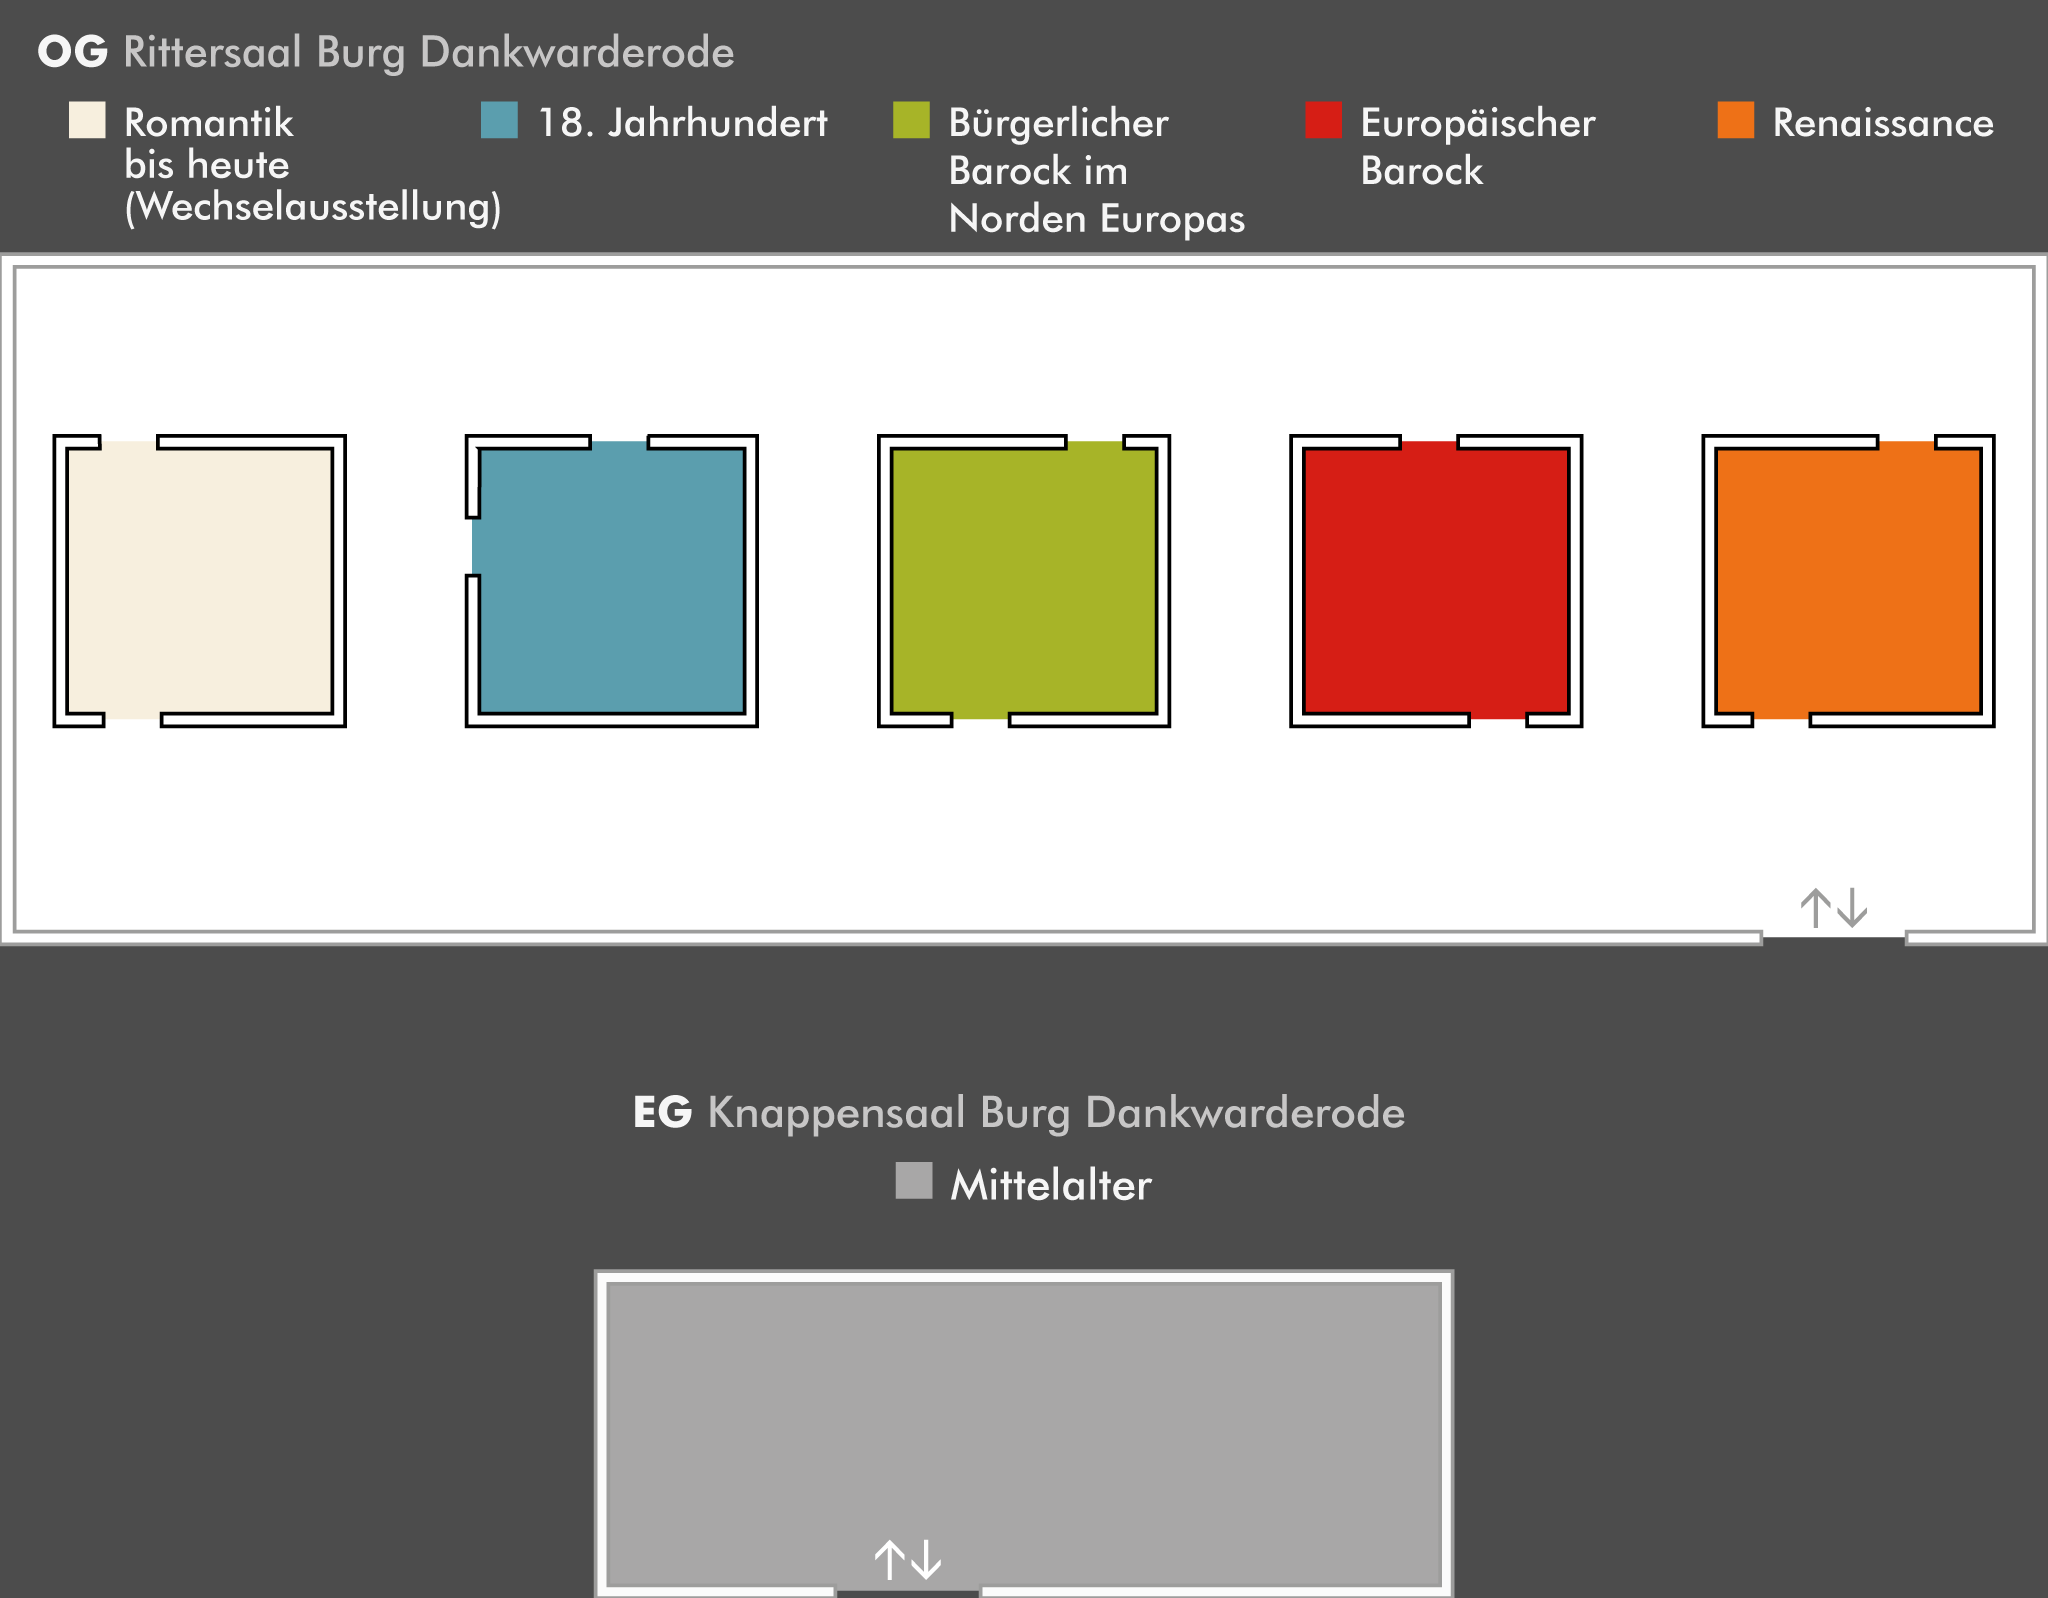 OG Rittersaal Burg Dankwarderode
Romantik
bis heute
(Wechselausstellung)
18. Jahrhundert
Bürgerlicher
Barock im
Norden Europas
Europäischer
Barock
Renaissance
EG Knappensaal Burg Dankwarderode
Mittelalter